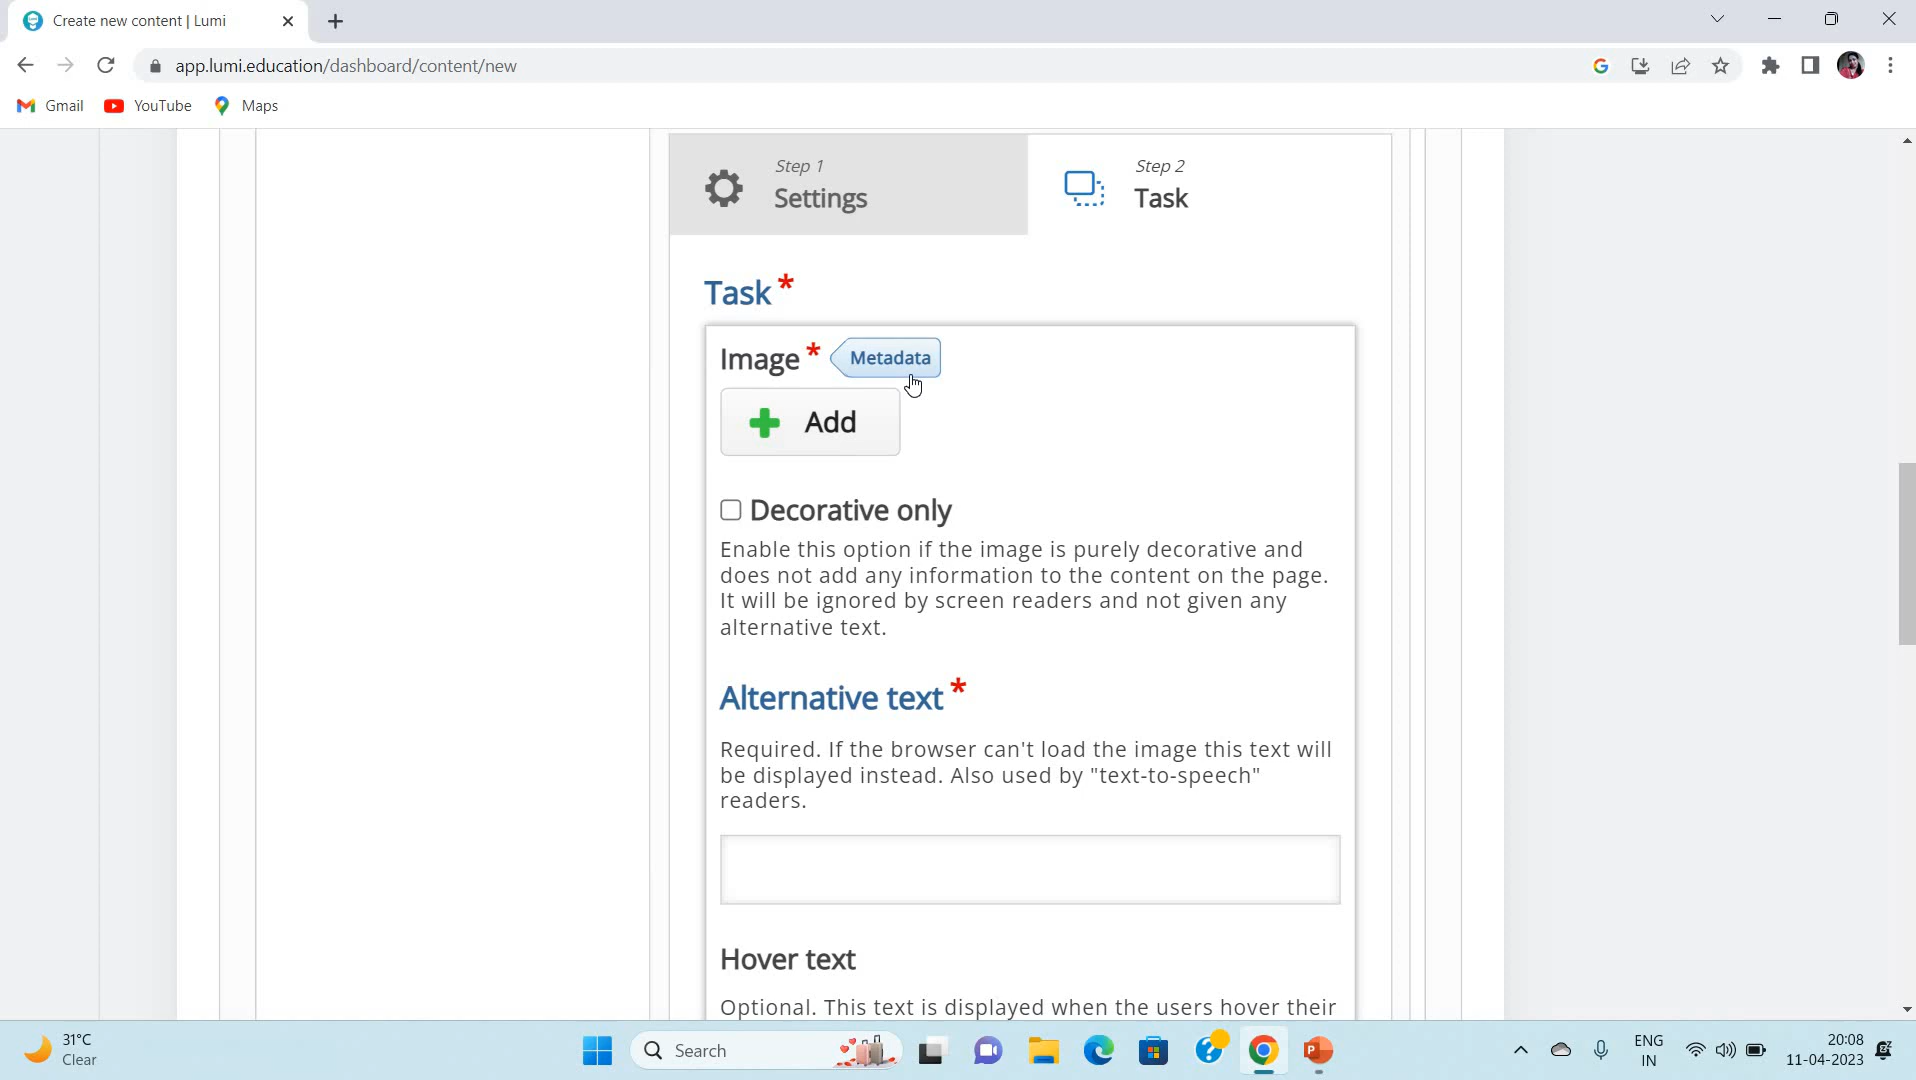 Create new content | Lumi
app.lumi.education/dashboard/content/new
Gmail YouTube Maps
Step 1
Settings
Step 2
Task
Task *
Image * Metadata
Add
Decorative only
Enable this option if the image is purely decorative and
does not add any information to the content on the page.
It will be ignored by screen readers and not given any
alternative text.
Alternative text *
Required. If the browser can't load the image this text will
be displayed instead. Also used by "text-to-speech"
readers.
Hover text
Optional. This text is displayed when the users hover their
31°C
Clear
Search
ENG
IN
20:08
11-04-2023